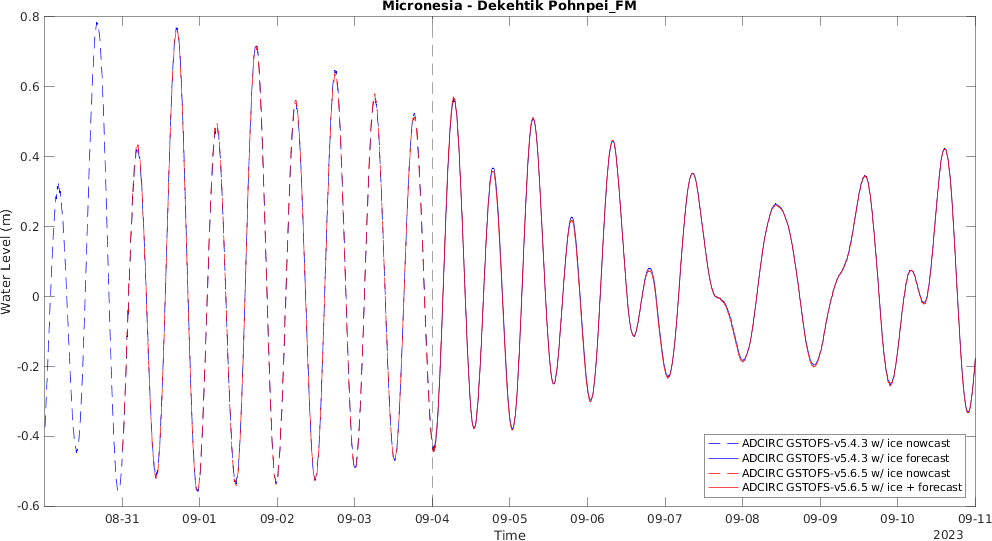 Micronesia - Dekehtik Pohnpei_FM
0.8
0.6
0.4
0.2
0
-0.2
-0.4
-0.6
Water Level (m)
ADCIRC GSTOFS-v5.4.3 w/ ice nowcast
ADCIRC GSTOFS-v5.4.3 w/ ice forecast
ADCIRC GSTOFS-v5.6.5 w/ ice nowcast
ADCIRC GSTOFS-v5.6.5 w/ ice + forecast
08-31 09-01 09-02 09-03 09-04 09-05 09-06 09-07 09-08 09-09 09-10 09-11
Time
2023